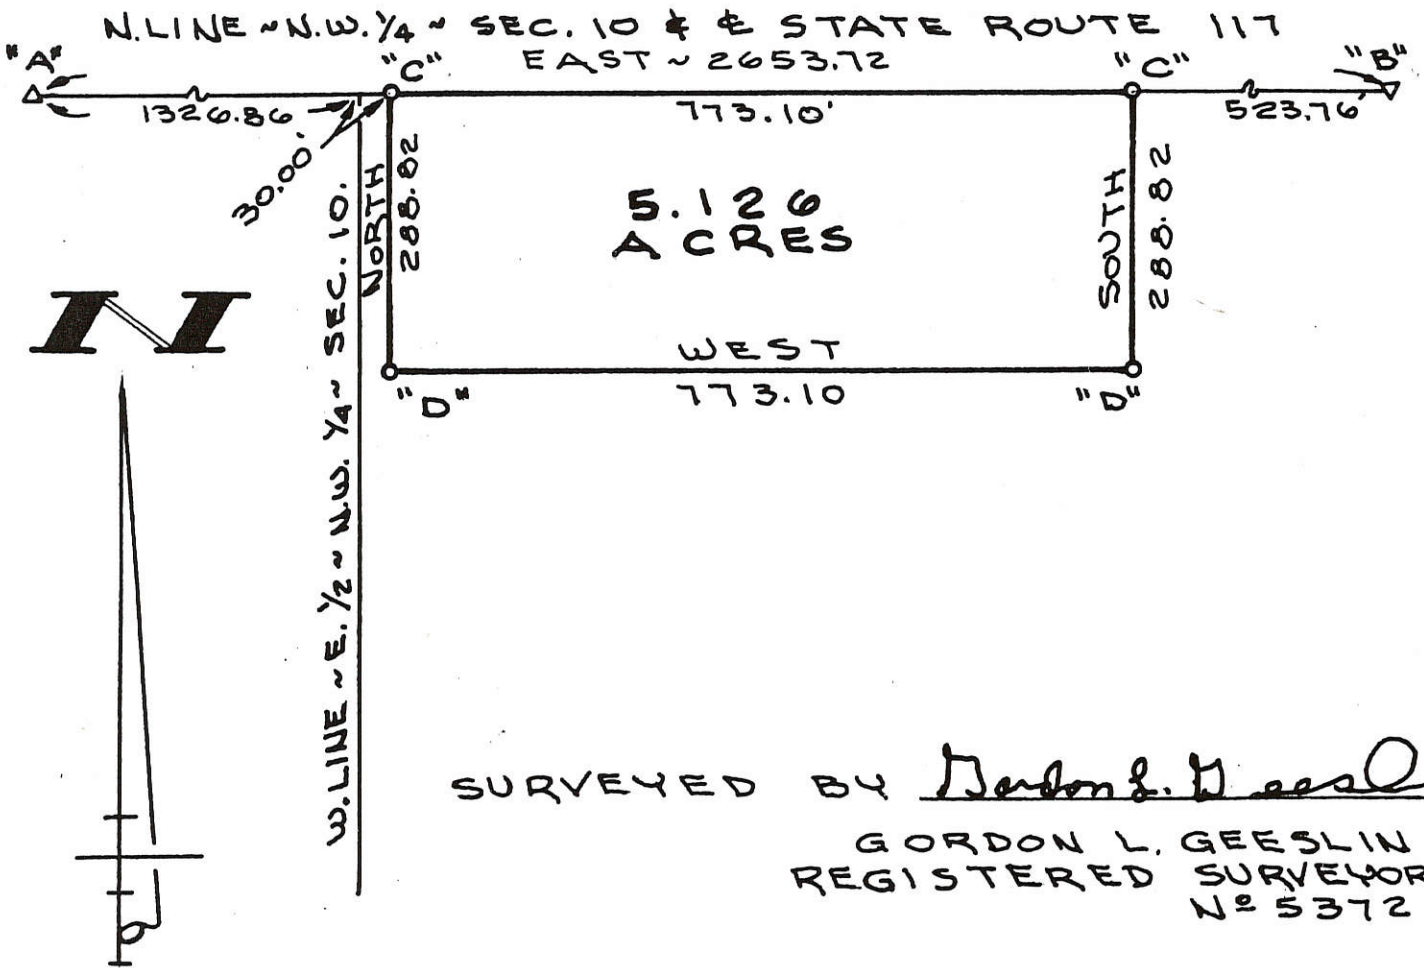 N. LINE ~ N.W. 1/4 ~ SEC. 10 & ℄ STATE ROUTE 117
EAST ~ 2653.72
"A"
"C"
"C"
"B"
1326.86
30.00'
773.10'
523.76'
NORTH
288.82
5.126
ACRES
SOUTH
288.82
WEST
773.10
"D"
"D"
W. LINE ~ E. 1/2 ~ N.W. 1/4 ~ SEC. 10.
N
SURVEYED BY Gordon L. Geesl
GORDON L. GEESLIN
REGISTERED SURVEYOR
Nº 5372